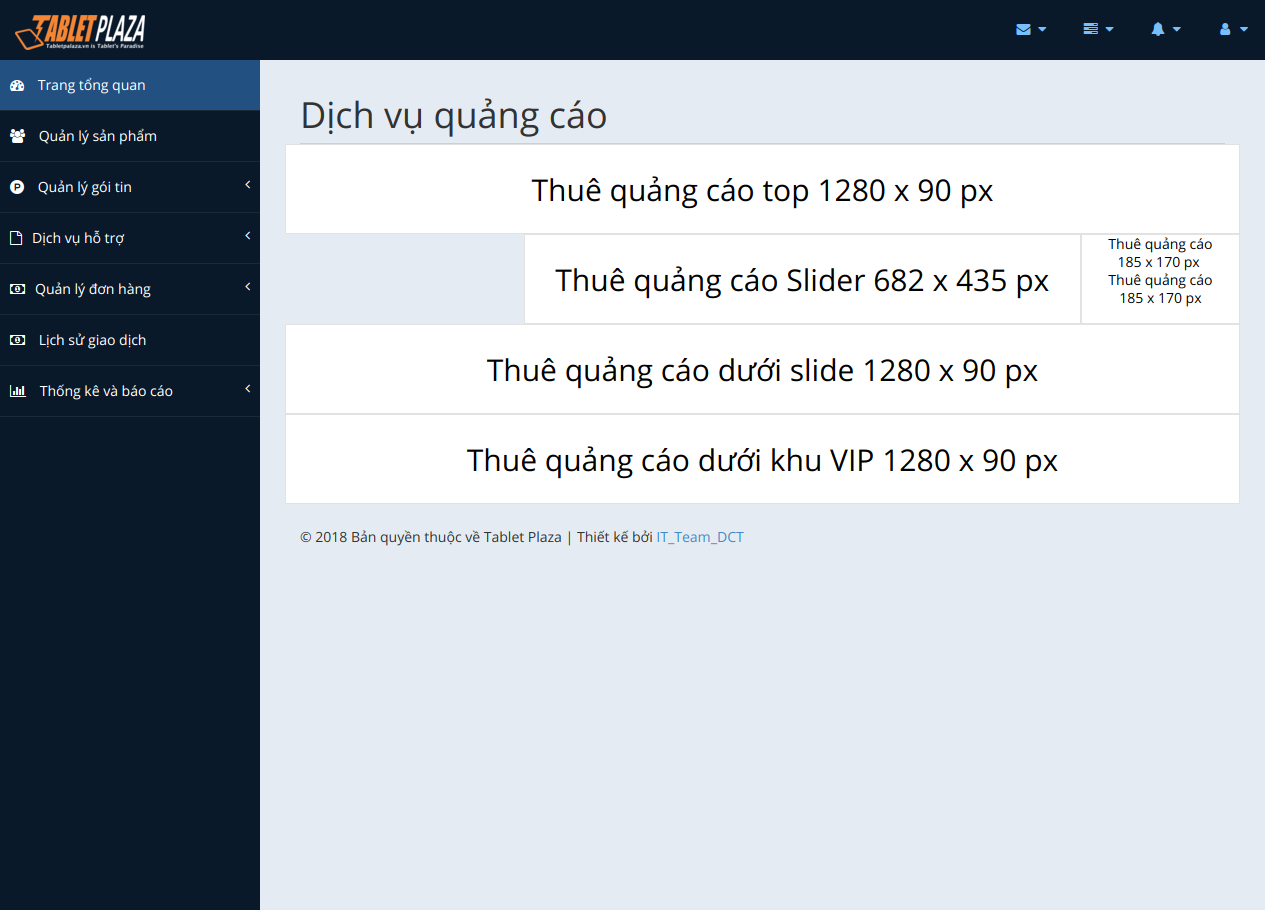 TABLETPLAZA
Tabletpalaza.vn is Tablet's Paradise
Trang tổng quan
Quản lý sản phẩm
Quản lý gói tin
Dịch vụ hỗ trợ
Quản lý đơn hàng
Lịch sử giao dịch
Thống kê và báo cáo
Dịch vụ quảng cáo
Thuê quảng cáo top 1280 x 90 px
Thuê quảng cáo Slider 682 x 435 px
Thuê quảng cáo
185 x 170 px
Thuê quảng cáo
185 x 170 px
Thuê quảng cáo dưới slide 1280 x 90 px
Thuê quảng cáo dưới khu VIP 1280 x 90 px
© 2018 Bản quyền thuộc về Tablet Plaza | Thiết kế bởi IT_Team_DCT